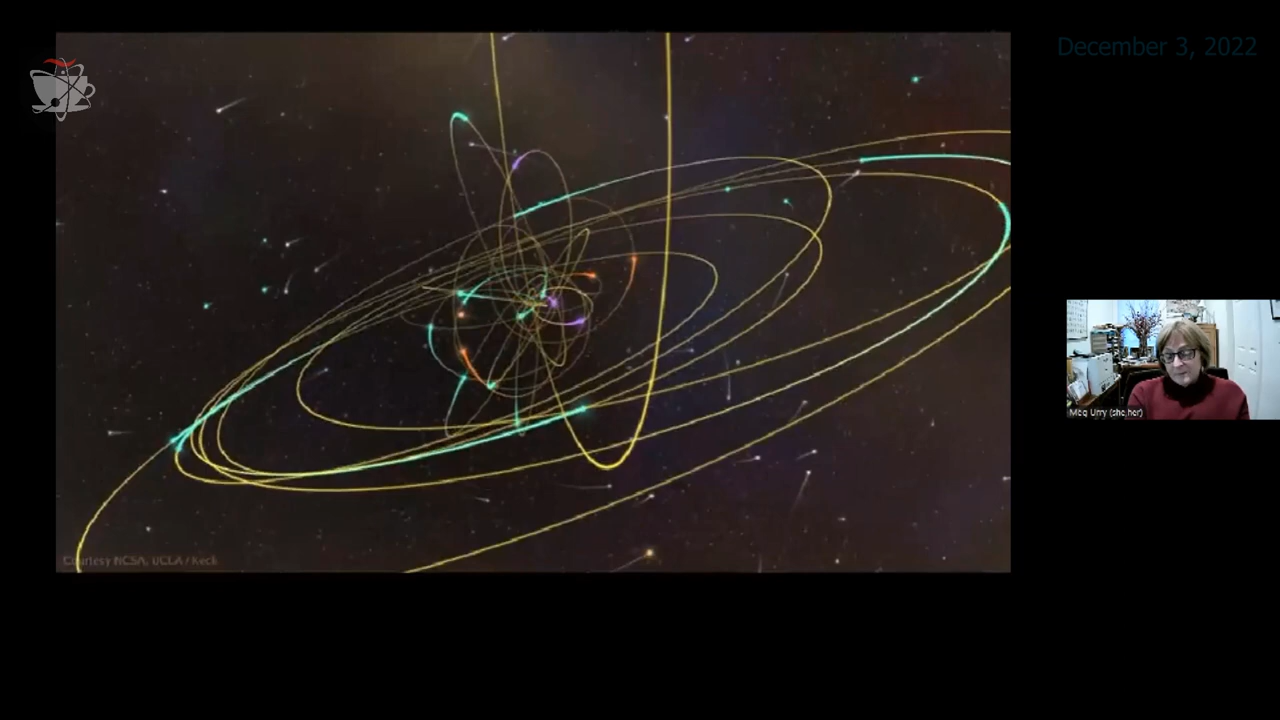 December 3, 2022
Meg Urry (she,her)
Courtesy NCSA, UCLA / Keck